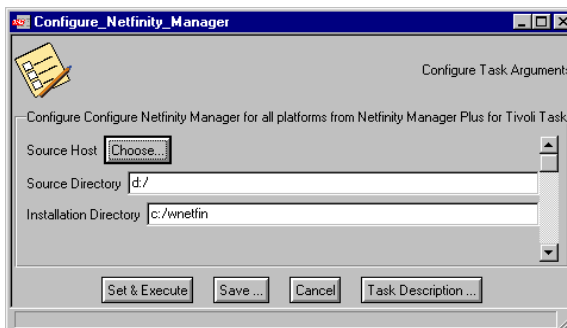 Configure_Netfinity_Manager
Configure Task Argument
Configure Configure Netfinity Manager for all platforms from Netfinity Manager Plus for Tivoli Task
Source Host Choose...
Source Directory d:/
Installation Directory c:/wnetfin
Set & Execute Save ... Cancel Task Description ...